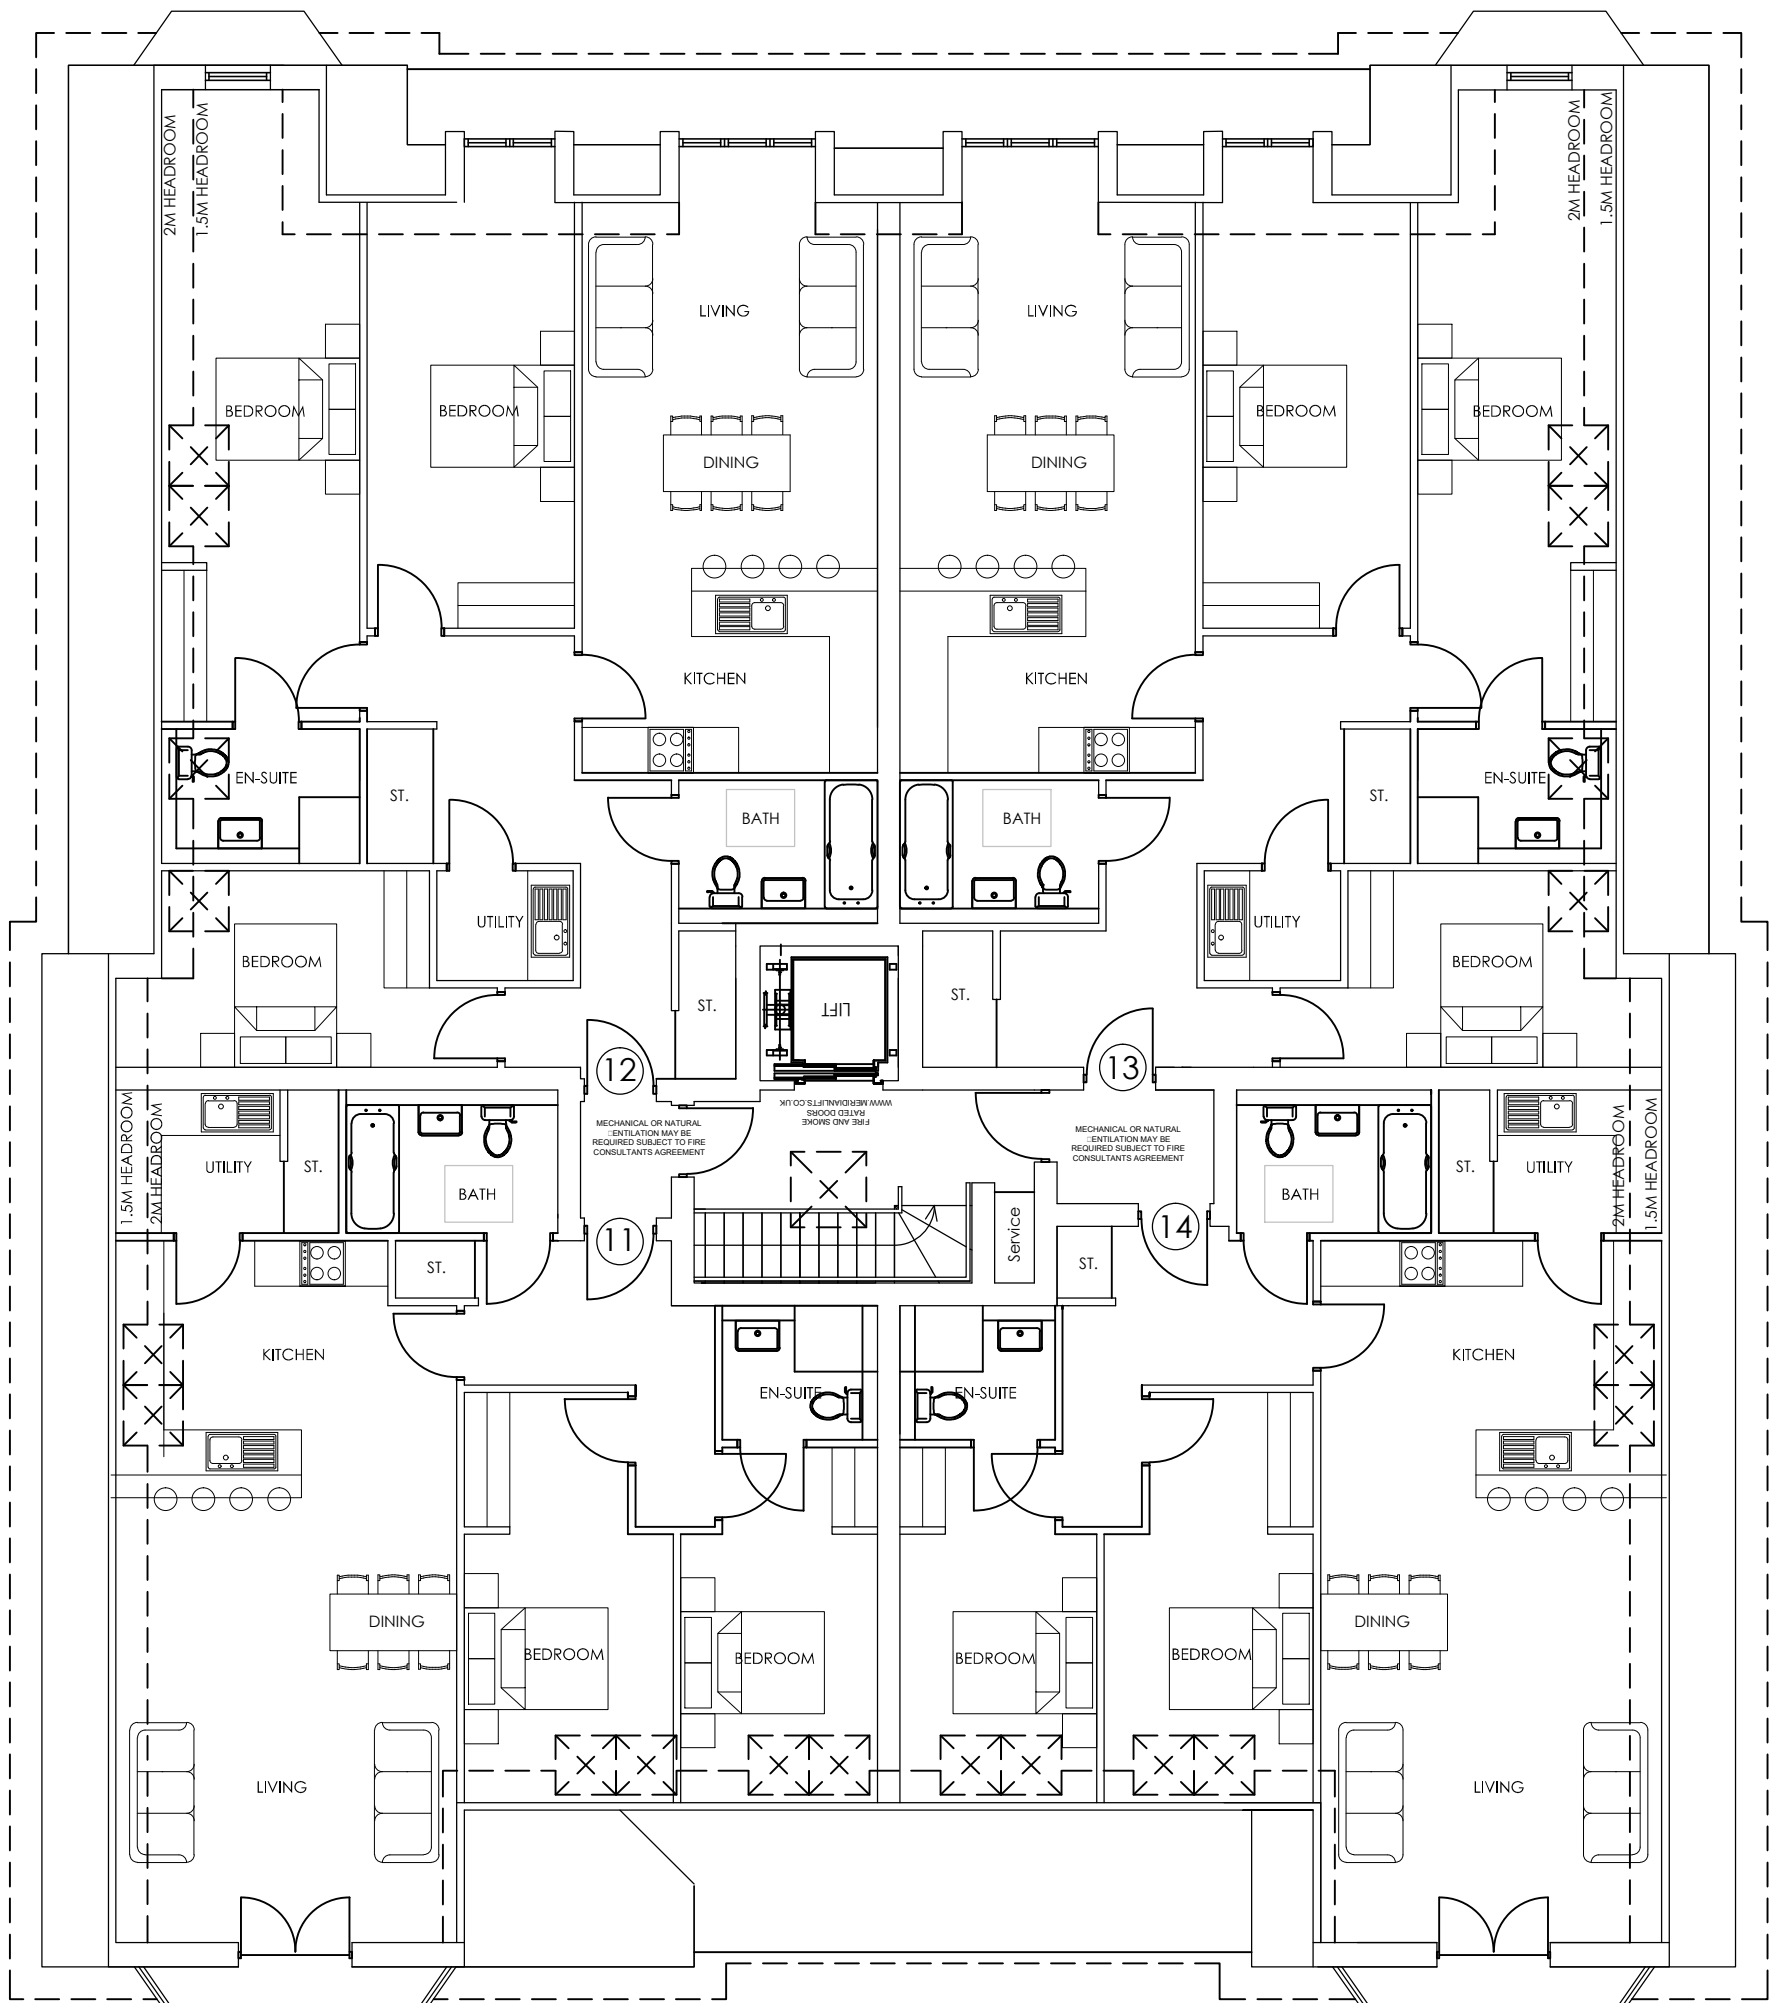 2M HEADROOM
1.5M HEADROOM
2M HEADROOM
1.5M HEADROOM
LIVING
LIVING
BEDROOM
BEDROOM
BEDROOM
BEDROOM
DINING
DINING
KITCHEN
KITCHEN
EN-SUITE
ST.
BATH
BATH
ST.
EN-SUITE
UTILITY
UTILITY
BEDROOM
ST.
LIFT
ST.
BEDROOM
12
13
WWW.MERIDIANLIFTS.CO.UK
RATED DOORS
FIRE AND SMOKE
MECHANICAL OR NATURAL
□ENTILATION MAY BE
REQUIRED SUBJECT TO FIRE
CONSULTANTS AGREEMENT
MECHANICAL OR NATURAL
□ENTILATION MAY BE
REQUIRED SUBJECT TO FIRE
CONSULTANTS AGREEMENT
1.5M HEADROOM
2M HEADROOM
UTILITY
ST.
BATH
BATH
ST.
UTILITY
2M HEADROOM
1.5M HEADROOM
11
Service
14
ST.
ST.
KITCHEN
KITCHEN
EN-SUITE
EN-SUITE
DINING
DINING
BEDROOM
BEDROOM
BEDROOM
BEDROOM
LIVING
LIVING